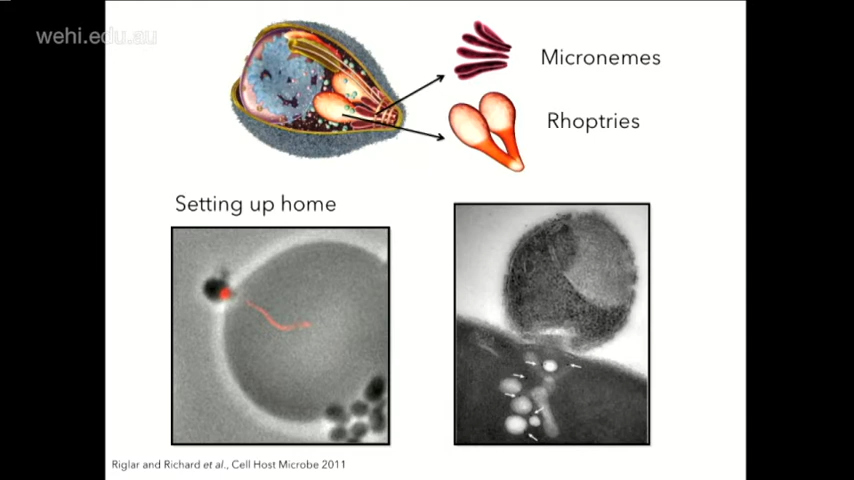 wehi.edu.au
Micronemes
Rhoptries
Setting up home
Riglar and Richard et al., Cell Host Microbe 2011